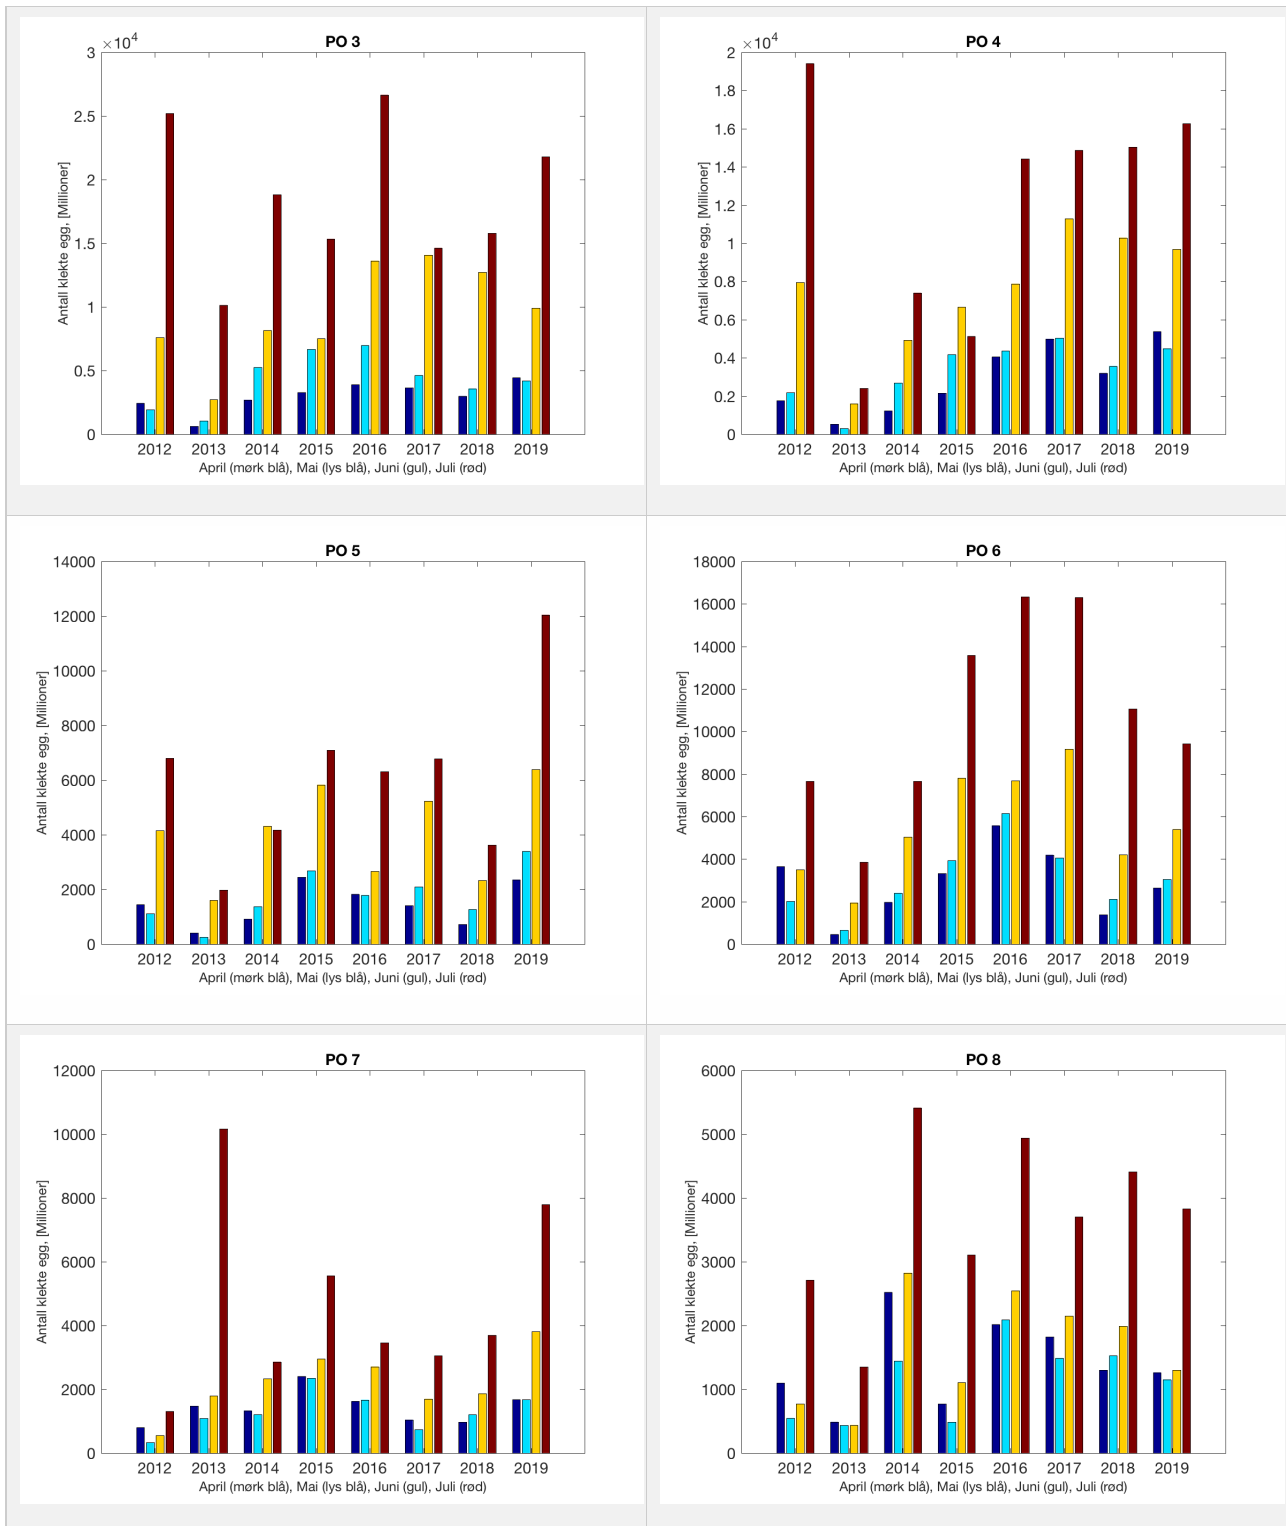 PO 3
×10⁴
3
2.5
2
1.5
1
0.5
0
Antall klekte egg, [Millioner]
2012 2013 2014 2015 2016 2017 2018 2019
April (mørk blå), Mai (lys blå), Juni (gul), Juli (rød)
PO 4
×10⁴
2
1.8
1.6
1.4
1.2
1
0.8
0.6
0.4
0.2
0
Antall klekte egg, [Millioner]
2012 2013 2014 2015 2016 2017 2018 2019
April (mørk blå), Mai (lys blå), Juni (gul), Juli (rød)
PO 5
14000
12000
10000
8000
6000
4000
2000
0
Antall klekte egg, [Millioner]
2012 2013 2014 2015 2016 2017 2018 2019
April (mørk blå), Mai (lys blå), Juni (gul), Juli (rød)
PO 6
18000
16000
14000
12000
10000
8000
6000
4000
2000
0
Antall klekte egg, [Millioner]
2012 2013 2014 2015 2016 2017 2018 2019
April (mørk blå), Mai (lys blå), Juni (gul), Juli (rød)
PO 7
12000
10000
8000
6000
4000
2000
0
Antall klekte egg, [Millioner]
2012 2013 2014 2015 2016 2017 2018 2019
April (mørk blå), Mai (lys blå), Juni (gul), Juli (rød)
PO 8
6000
5000
4000
3000
2000
1000
0
Antall klekte egg, [Millioner]
2012 2013 2014 2015 2016 2017 2018 2019
April (mørk blå), Mai (lys blå), Juni (gul), Juli (rød)